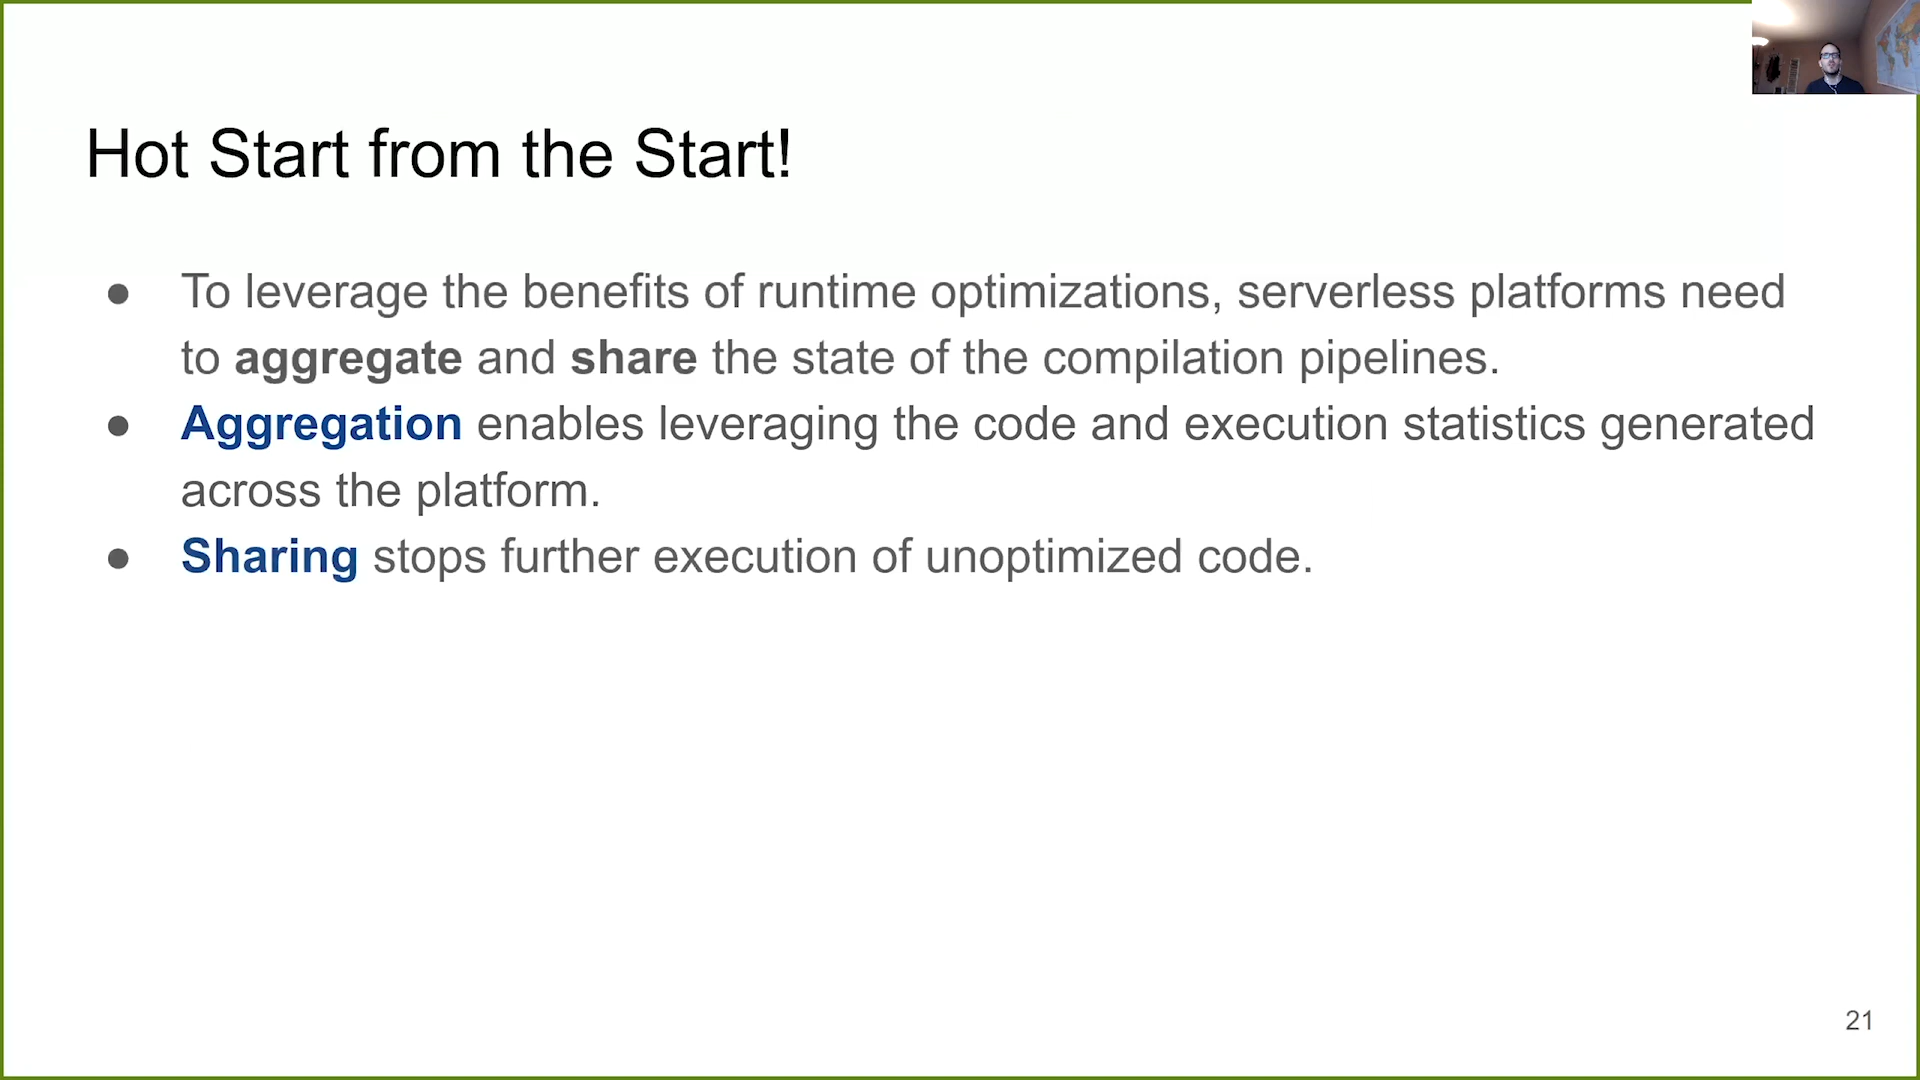 Hot Start from the Start!
● To leverage the benefits of runtime optimizations, serverless platforms need
to aggregate and share the state of the compilation pipelines.
● Aggregation enables leveraging the code and execution statistics generated
across the platform.
● Sharing stops further execution of unoptimized code.
21